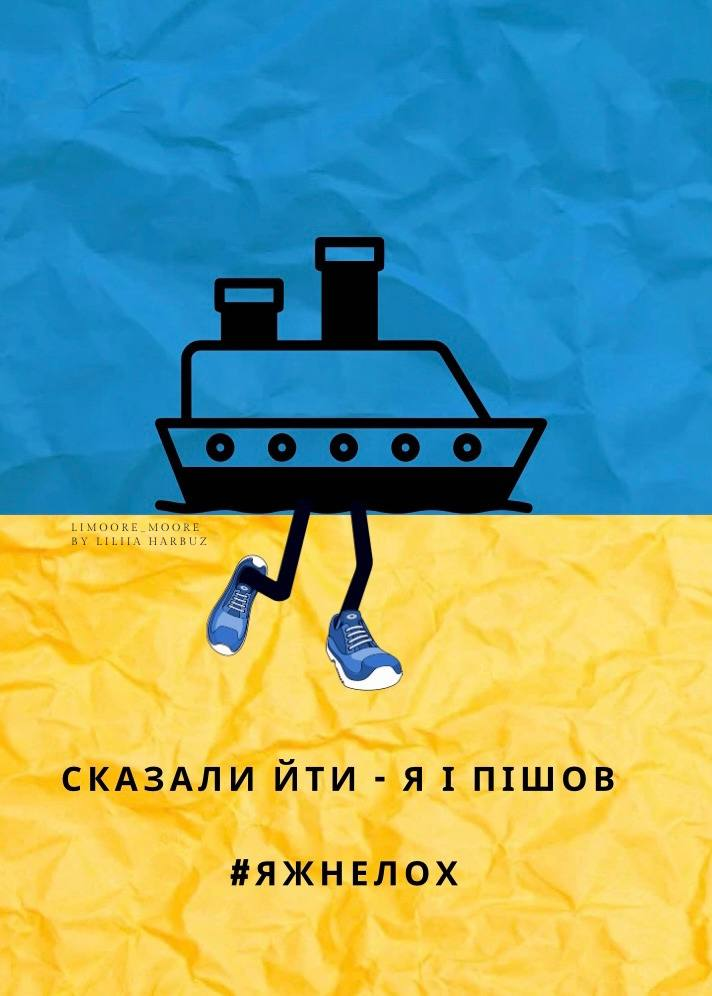 LIMOORE_MOORE
BY LILIIA HARBUZ
СКАЗАЛИ ЙТИ - Я І ПІШОВ
#ЯЖНЕЛОХ